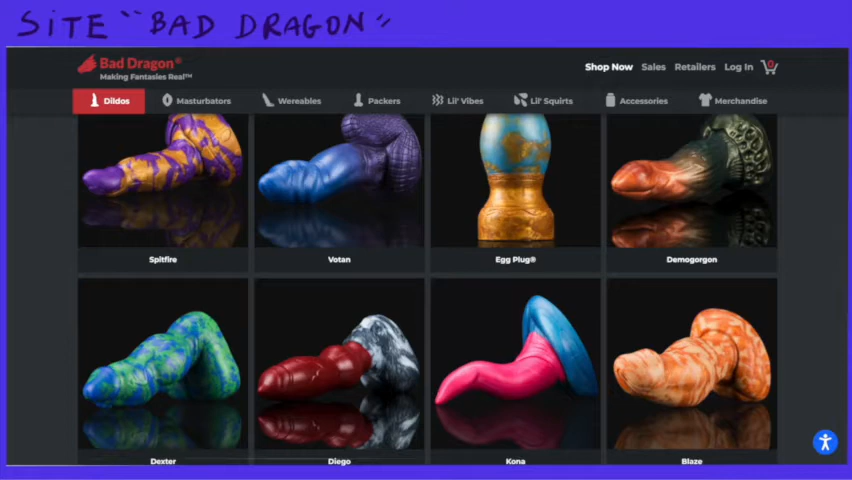 SITE "BAD DRAGON"
Bad Dragon®
Making Fantasies Real™
Shop Now Sales Retailers Log In 0
Dildos Masturbators Wereables Packers Lil' Vibes Lil' Squirts Accessories Merchandise
Spitfire Votan Egg Plug® Demogorgon
Dexter Diego Kona Blaze